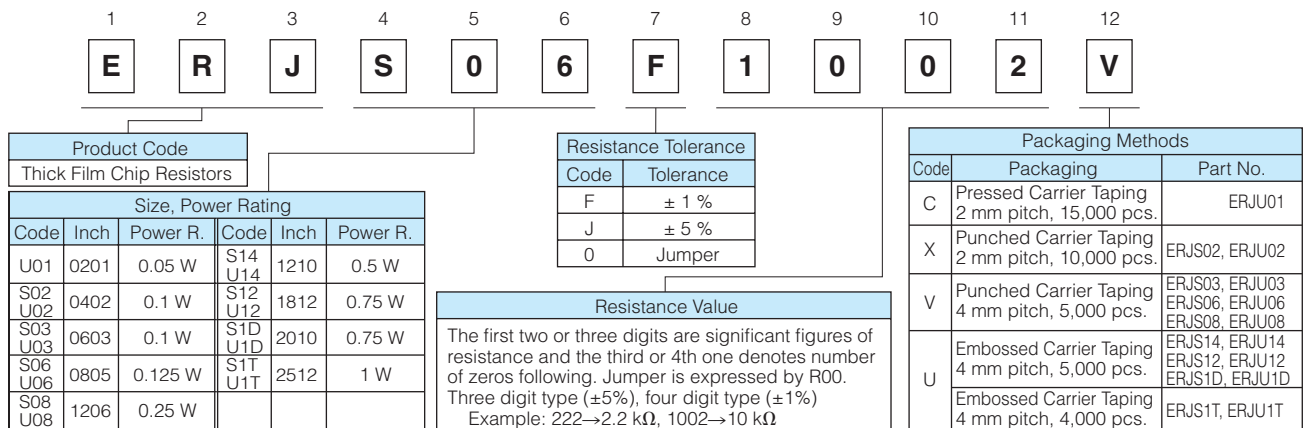 1 2 3 4 5 6 7 8 9 10 11 12
E R J S 0 6 F 1 0 0 2 V
Product Code
Thick Film Chip Resistors
Size, Power Rating
Code Inch Power R. Code Inch Power R.
U01 0201 0.05 W S14 U14 1210 0.5 W
S02 U02 0402 0.1 W S12 U12 1812 0.75 W
S03 U03 0603 0.1 W S1D U1D 2010 0.75 W
S06 U06 0805 0.125 W S1T U1T 2512 1 W
S08 U08 1206 0.25 W
Resistance Tolerance
Code Tolerance
F ± 1 %
J ± 5 %
0 Jumper
Resistance Value
The first two or three digits are significant figures of
resistance and the third or 4th one denotes number
of zeros following. Jumper is expressed by R00.
Three digit type (±5%), four digit type (±1%)
Example: 222→2.2 kΩ, 1002→10 kΩ
Packaging Methods
Code Packaging Part No.
C Pressed Carrier Taping
2 mm pitch, 15,000 pcs. ERJU01
X Punched Carrier Taping
2 mm pitch, 10,000 pcs. ERJS02, ERJU02
V Punched Carrier Taping
4 mm pitch, 5,000 pcs.
ERJS03, ERJU03
ERJS06, ERJU06
ERJS08, ERJU08
U Embossed Carrier Taping
4 mm pitch, 5,000 pcs.
ERJS14, ERJU14
ERJS12, ERJU12
ERJS1D, ERJU1D
Embossed Carrier Taping
4 mm pitch, 4,000 pcs. ERJS1T, ERJU1T